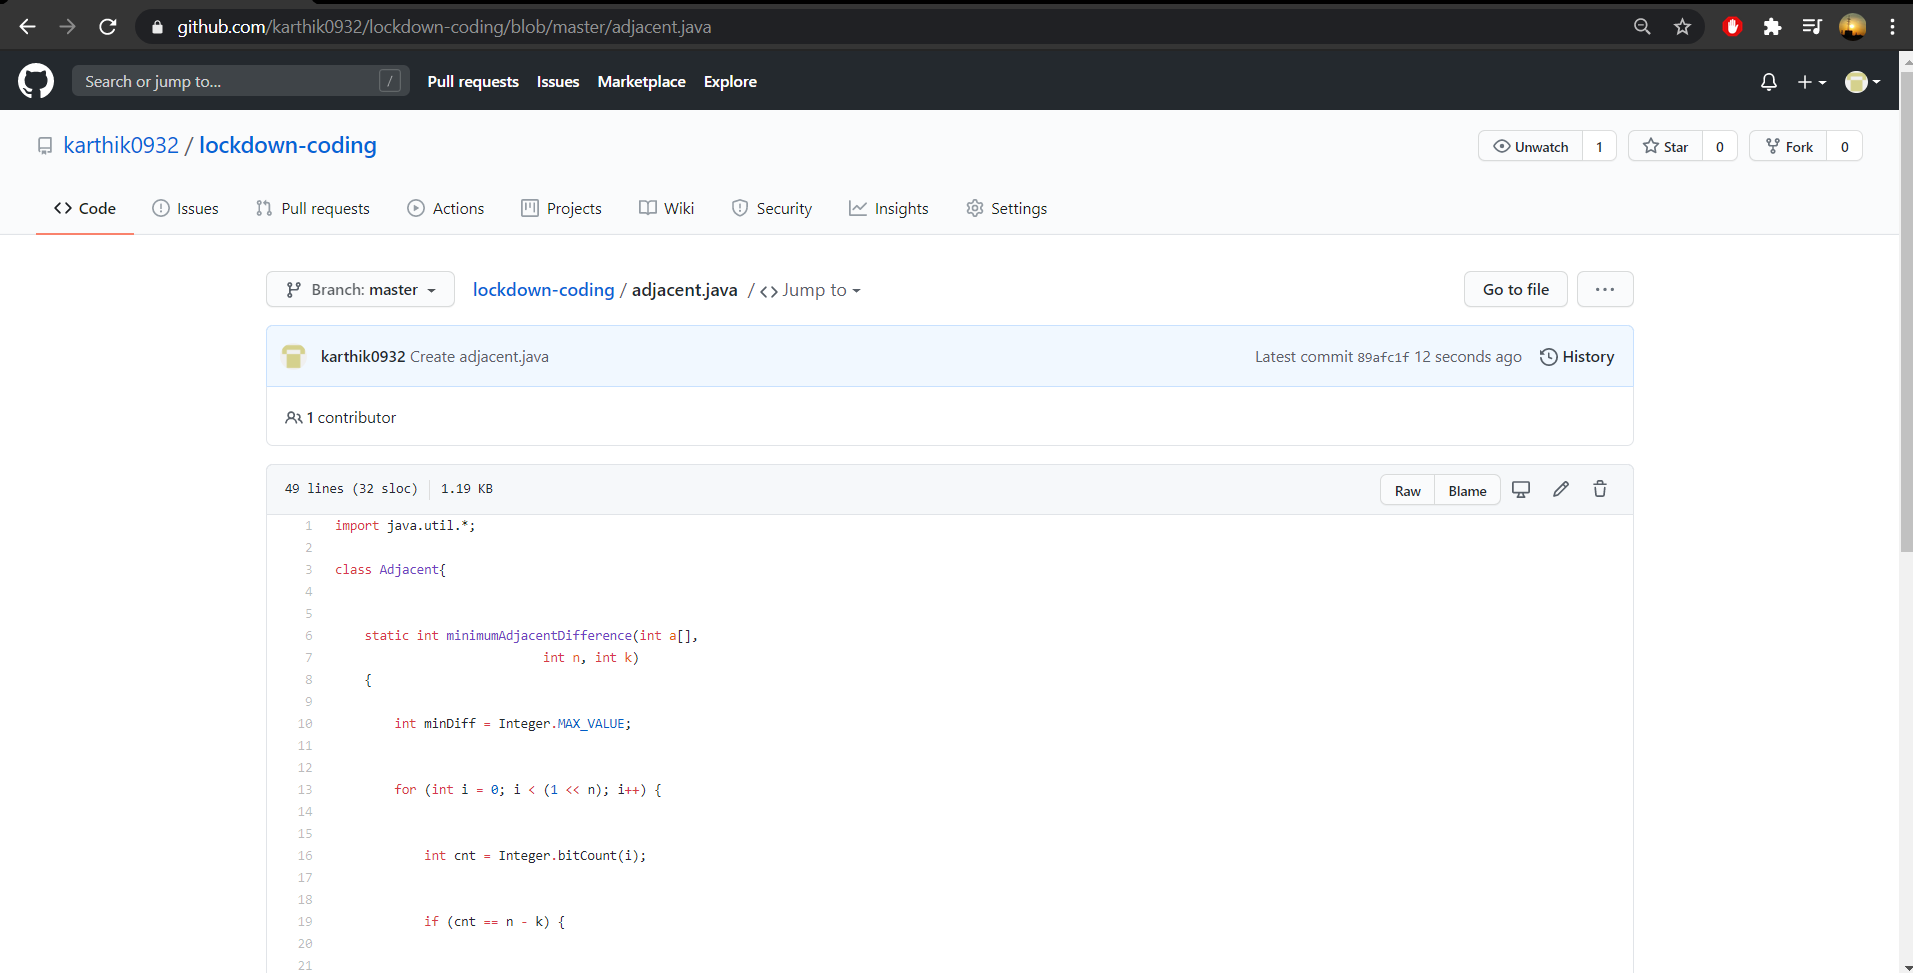 github.com/karthik0932/lockdown-coding/blob/master/adjacent.java
Search or jump to... / Pull requests Issues Marketplace Explore
karthik0932 / lockdown-coding Unwatch 1 Star 0 Fork 0
Code Issues Pull requests Actions Projects Wiki Security Insights Settings
Branch: master lockdown-coding / adjacent.java / <> Jump to Go to file ...
karthik0932 Create adjacent.java Latest commit 89afc1f 12 seconds ago History
1 contributor
49 lines (32 sloc) 1.19 KB Raw Blame
1 import java.util.*;
2
3 class Adjacent{
4
5
6 static int minimumAdjacentDifference(int a[],
7 int n, int k)
8 {
9
10 int minDiff = Integer.MAX_VALUE;
11
12
13 for (int i = 0; i < (1 << n); i++) {
14
15
16 int cnt = Integer.bitCount(i);
17
18
19 if (cnt == n - k) {
20
21